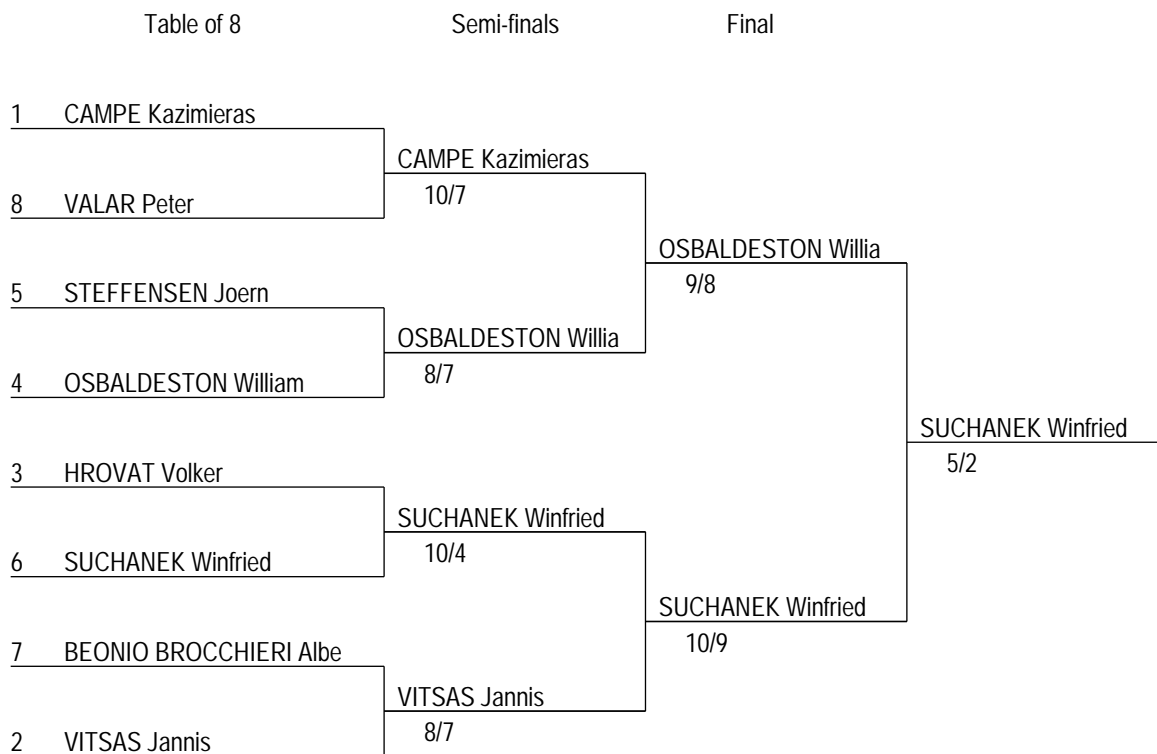 Table of 8 Semi-finals Final
1 CAMPE Kazimieras
CAMPE Kazimieras
10/7
8 VALAR Peter
OSBALDESTON Willia
9/8
5 STEFFENSEN Joern
OSBALDESTON Willia
8/7
4 OSBALDESTON William
SUCHANEK Winfried
5/2
3 HROVAT Volker
SUCHANEK Winfried
10/4
6 SUCHANEK Winfried
SUCHANEK Winfried
10/9
7 BEONIO BROCCHIERI Albe
VITSAS Jannis
8/7
2 VITSAS Jannis